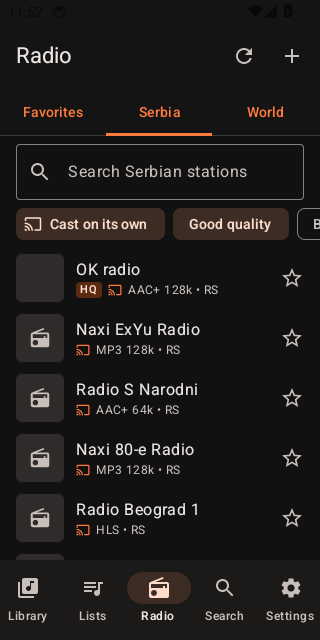 11:52
Radio
Favorites
Serbia
World
Search Serbian stations
Cast on its own
Good quality
B
OK radio
HQ AAC+ 128k • RS
Naxi ExYu Radio
MP3 128k • RS
Radio S Narodni
AAC+ 64k • RS
Naxi 80-e Radio
MP3 128k • RS
Radio Beograd 1
HLS • RS
Library
Lists
Radio
Search
Settings